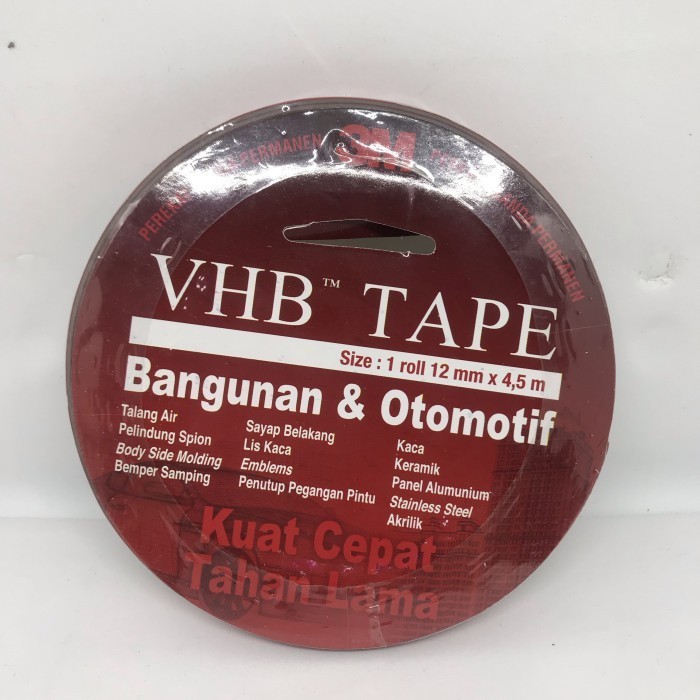 3M
VHB™ TAPE
Size : 1 roll 12 mm x 4,5 m
Bangunan & Otomotif
Talang Air
Pelindung Spion
Body Side Molding
Bemper Samping
Sayap Belakang
Lis Kaca
Emblems
Penutup Pegangan Pintu
Kaca
Keramik
Panel Alumunium
Stainless Steel
Akrilik
Kuat Cepat
Tahan Lama